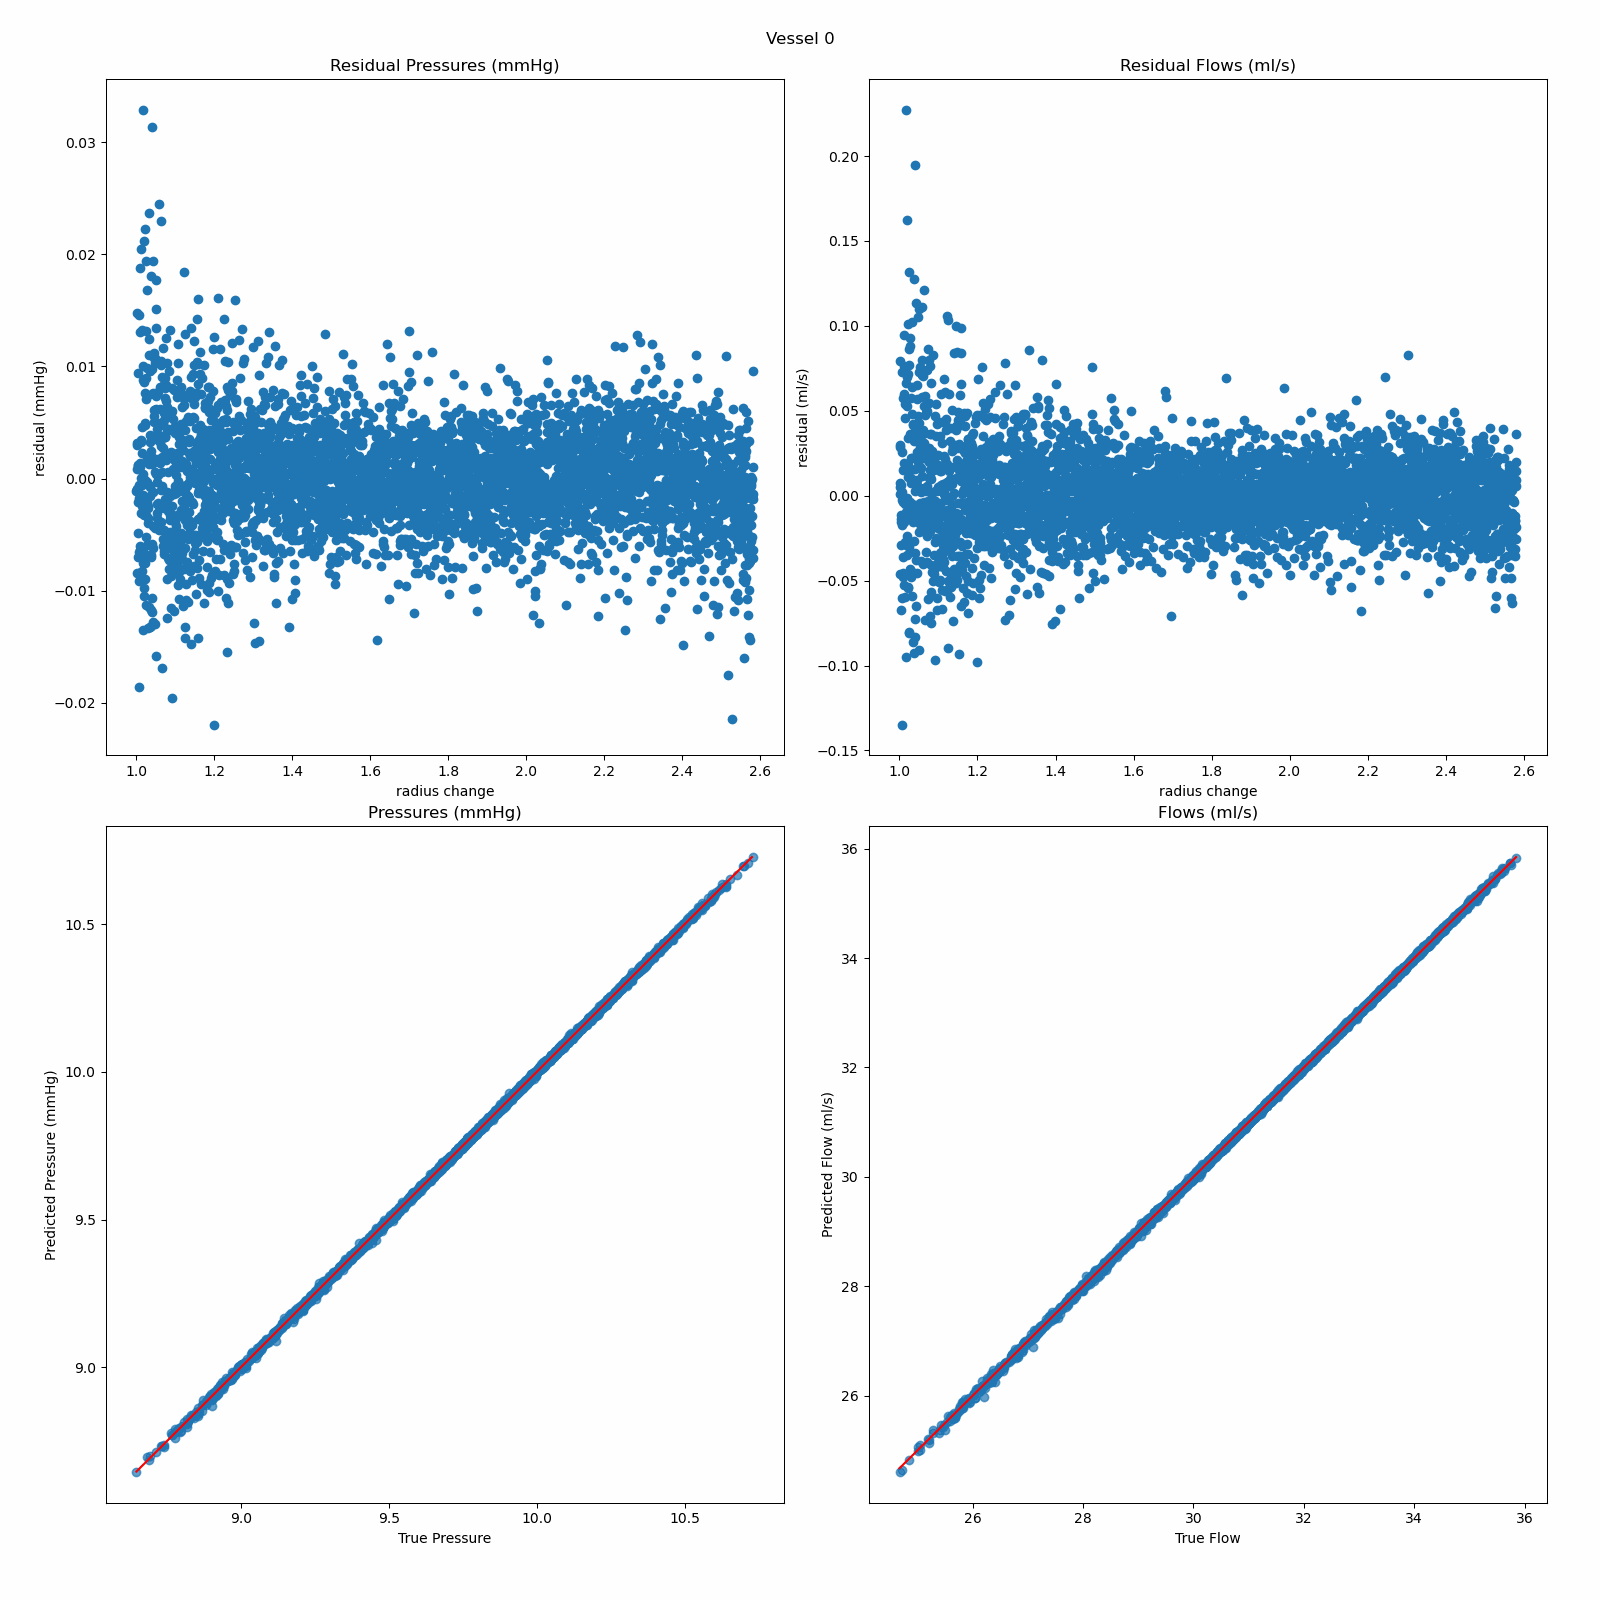 Vessel 0
Residual Pressures (mmHg)
residual (mmHg)
0.03
0.02
0.01
0.00
−0.01
−0.02
1.0 1.2 1.4 1.6 1.8 2.0 2.2 2.4 2.6
radius change
Residual Flows (ml/s)
residual (ml/s)
0.20
0.15
0.10
0.05
0.00
−0.05
−0.10
−0.15
1.0 1.2 1.4 1.6 1.8 2.0 2.2 2.4 2.6
radius change
Pressures (mmHg)
Predicted Pressure (mmHg)
10.5
10.0
9.5
9.0
9.0 9.5 10.0 10.5
True Pressure
Flows (ml/s)
Predicted Flow (ml/s)
36
34
32
30
28
26
26 28 30 32 34 36
True Flow